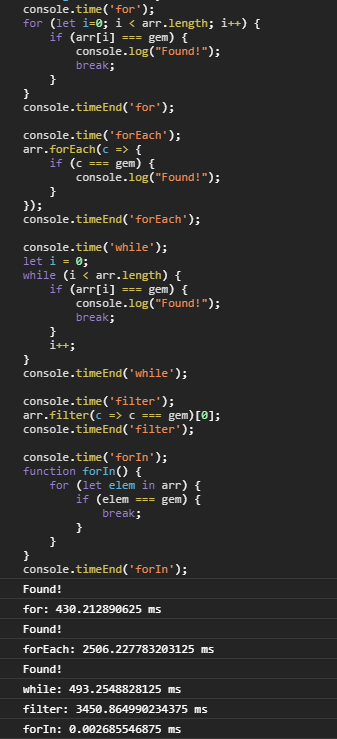 console.time('for');
for (let i=0; i < arr.length; i++) {
    if (arr[i] === gem) {
        console.log("Found!");
        break;
    }
}
console.timeEnd('for');

console.time('forEach');
arr.forEach(c => {
    if (c === gem) {
        console.log("Found!");
    }
});
console.timeEnd('forEach');

console.time('while');
let i = 0;
while (i < arr.length) {
    if (arr[i] === gem) {
        console.log("Found!");
        break;
    }
    i++;
}
console.timeEnd('while');

console.time('filter');
arr.filter(c => c === gem)[0];
console.timeEnd('filter');

console.time('forIn');
function forIn() {
    for (let elem in arr) {
        if (elem === gem) {
            break;
        }
    }
}
console.timeEnd('forIn');
Found!
for: 430.212890625 ms
Found!
forEach: 2506.227783203125 ms
Found!
while: 493.2548828125 ms
filter: 3450.864990234375 ms
forIn: 0.002685546875 ms